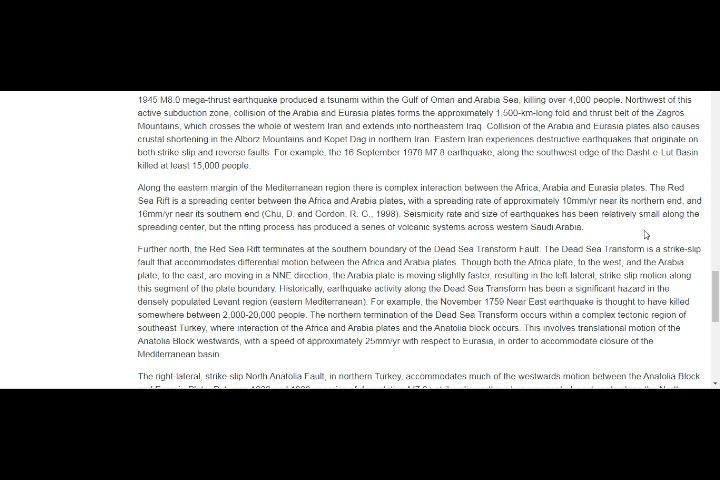 1945 M8.0 mega-thrust earthquake produced a tsunami within the Gulf of Oman and Arabia Sea, killing over 4,000 people. Northwest of this
active subduction zone, collision of the Arabia and Eurasia plates forms the approximately 1,500-km-long fold and thrust belt of the Zagros
Mountains, which crosses the whole of western Iran and extends into northeastern Iraq. Collision of the Arabia and Eurasia plates also causes
crustal shortening in the Alborz Mountains and Kopet Dag in northern Iran. Eastern Iran experiences destructive earthquakes that originate on
both strike-slip and reverse faults. For example, the 16 September 1978 M7.8 earthquake, along the southwest edge of the Dasht-e-Lut Basin
killed at least 15,000 people.
Along the eastern margin of the Mediterranean region there is complex interaction between the Africa, Arabia and Eurasia plates. The Red
Sea Rift is a spreading center between the Africa and Arabia plates, with a spreading rate of approximately 10mm/yr near its northern end, and
16mm/yr near its southern end (Chu, D. and Gordon, R. G., 1998). Seismicity rate and size of earthquakes has been relatively small along the
spreading center, but the rifting process has produced a series of volcanic systems across western Saudi Arabia.
Further north, the Red Sea Rift terminates at the southern boundary of the Dead Sea Transform Fault. The Dead Sea Transform is a strike-slip
fault that accommodates differential motion between the Africa and Arabia plates. Though both the Africa plate, to the west, and the Arabia
plate, to the east, are moving in a NNE direction, the Arabia plate is moving slightly faster, resulting in the left-lateral, strike-slip motion along
this segment of the plate boundary. Historically, earthquake activity along the Dead Sea Transform has been a significant hazard in the
densely populated Levant region (eastern Mediterranean). For example, the November 1759 Near East earthquake is thought to have killed
somewhere between 2,000-20,000 people. The northern termination of the Dead Sea Transform occurs within a complex tectonic region of
southeast Turkey, where interaction of the Africa and Arabia plates and the Anatolia block occurs. This involves translational motion of the
Anatolia Block westwards, with a speed of approximately 25mm/yr with respect to Eurasia, in order to accommodate closure of the
Mediterranean basin.
The right-lateral, strike-slip North Anatolia Fault, in northern Turkey, accommodates much of the westwards motion between the Anatolia Block